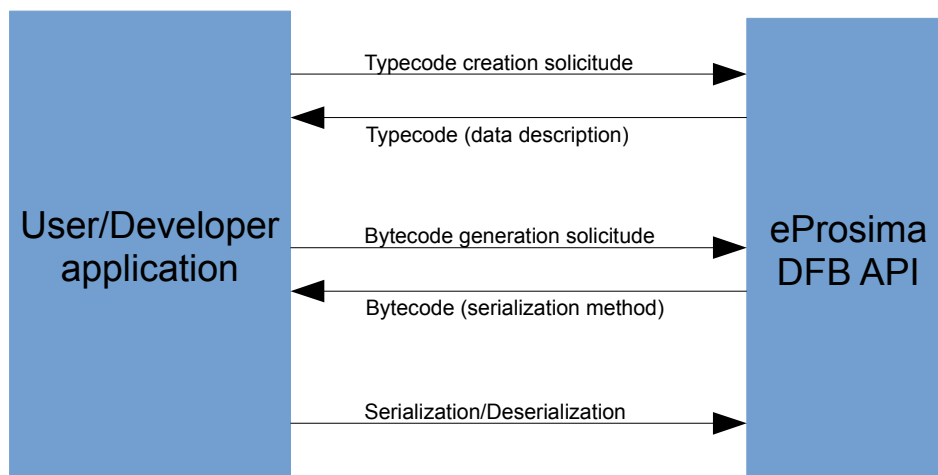 Typecode creation solicitude
Typecode (data description)
User/Developer
application
Bytecode generation solicitude
Bytecode (serialization method)
eProsima
DFB API
Serialization/Deserialization